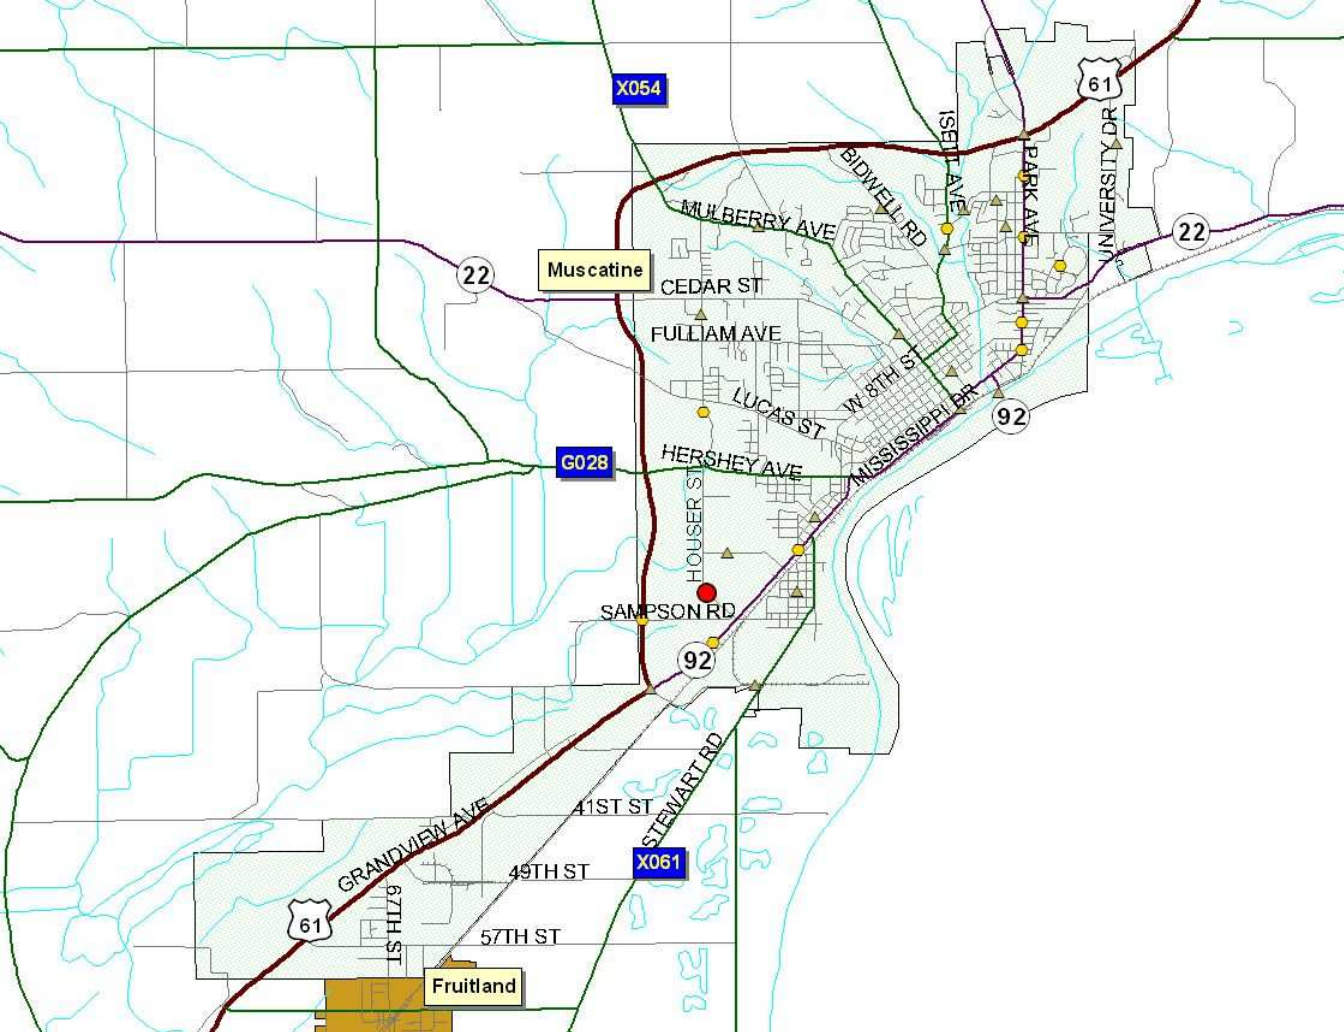 X054
61
ISETT AVE
PARK AVE
UNIVERSITY DR
BIDWELL RD
MULBERRY AVE
22
22
Muscatine
CEDAR ST
FULLIAM AVE
W 8TH ST
LUCAS ST
MISSISSIPPI DR
92
HERSHEY AVE
G028
HOUSER ST
SAMPSON RD
92
STEWART RD
41ST ST
GRANDVIEW AVE
X061
49TH ST
67TH ST
61
57TH ST
Fruitland